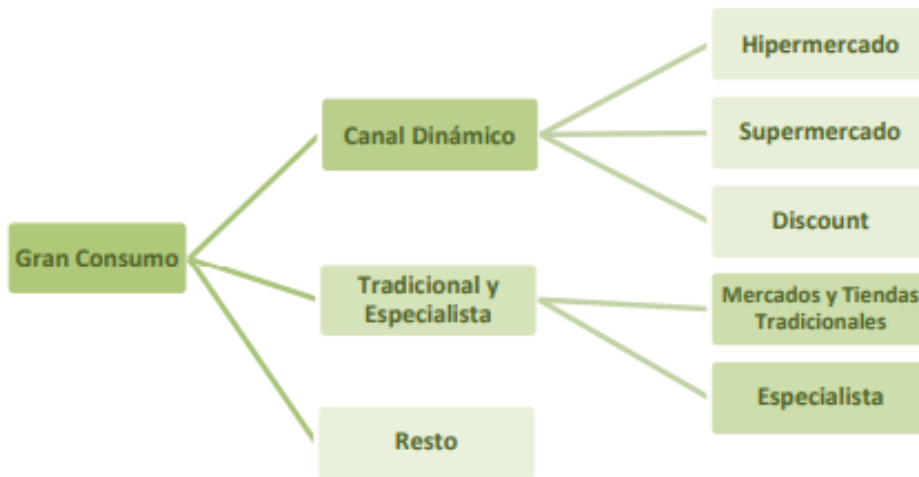 Hipermercado
Canal Dinámico
Supermercado
Discount
Gran Consumo
Tradicional y
Especialista
Mercados y Tiendas
Tradicionales
Especialista
Resto